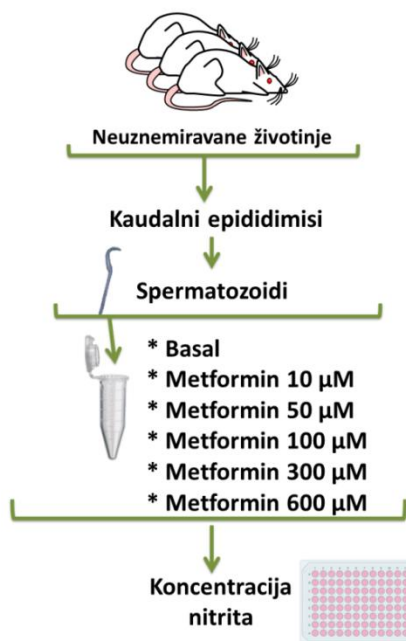 Neuznemiravane životinje
Kaudalni epididimisi
Spermatozoidi
* Basal
* Metformin 10 μM
* Metformin 50 μM
* Metformin 100 μM
* Metformin 300 μM
* Metformin 600 μM
Koncentracija
nitrita